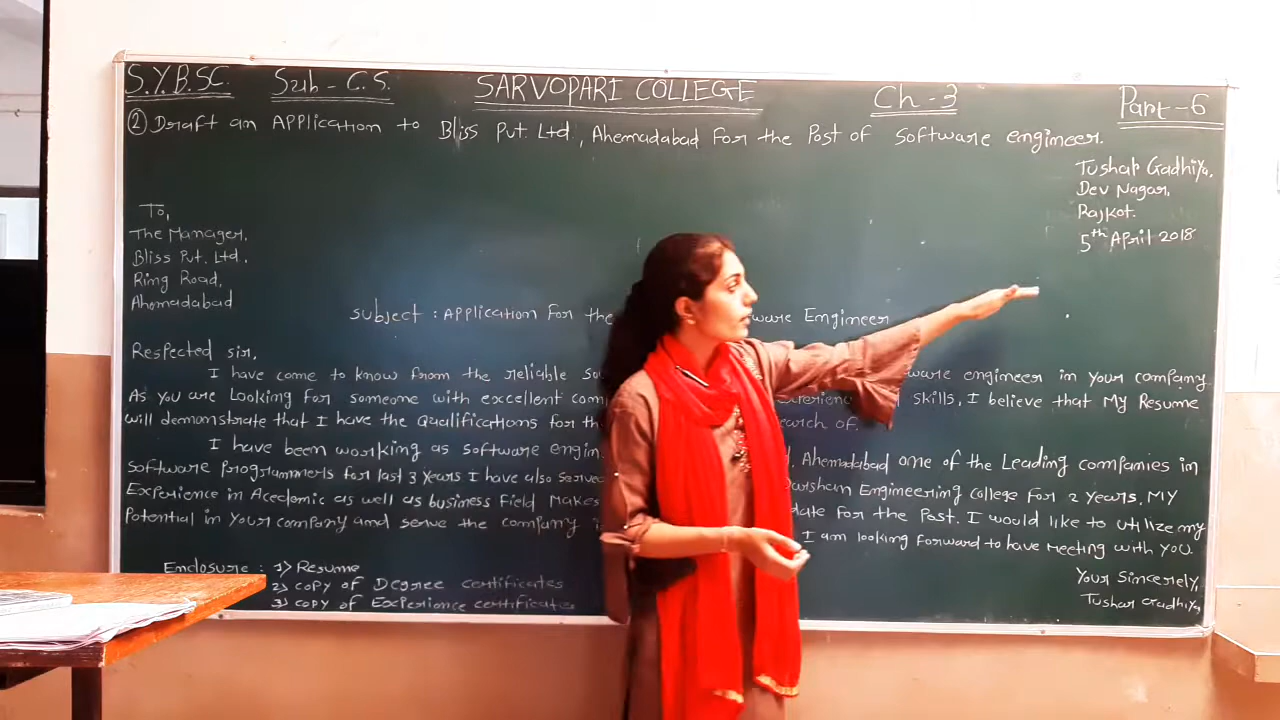 S.Y.B.SC. Sub - C.S. SARVOPARI COLLEGE Ch-3 Part-6
② Draft an Application to Bliss Pvt. Ltd., Ahemadabad For the Post of Software engineer.
Tushar Gadhiya,
Dev Nagar,
Rajkot.
5th April 2018
To,
The Manager,
Bliss Pvt. Ltd.,
Ring Road,
Ahemadabad
Subject : Application For the ware Engineer
Respected sir,
I have come to know from the reliable ware engineer in your company
As you are Looking for someone with excellent skills, I believe that My Resume
will demonstrate that I have the Qualifications for earch of.
I have been working as software Ahemadabad one of the Leading companies in
Software Programmers for last 3 years I have also Engineering College For 2 years. My
Experience in Acedomic as well as business Field Makes date for the Post. I would like to utilize my
Potential in your company and serve the company I am looking forward to have meeting with you.
Enclosure : 1) Resume
2) copy of Degree certificates
3) copy of Experience certificates
Your Sincerely,
Tushar Gadhiya